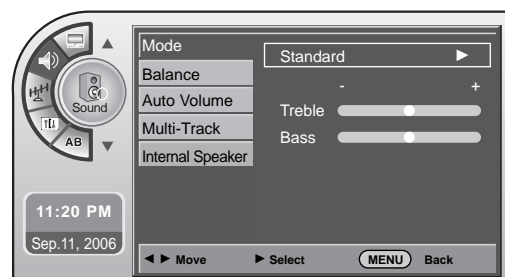 Sound
AB
11:20 PM
Sep.11, 2006
Mode
Balance
Auto Volume
Multi-Track
Internal Speaker
Standard ▶
- +
Treble
Bass
◀ ▶ Move ▶ Select MENU Back